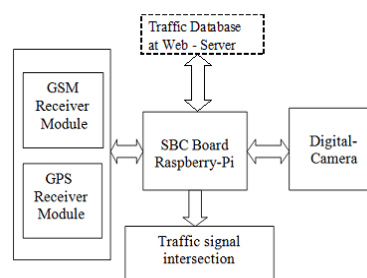 Traffic Database
at Web - Server
GSM
Receiver
Module
GPS
Receiver
Module
SBC Board
Raspberry-Pi
Digital-
Camera
Traffic signal
intersection